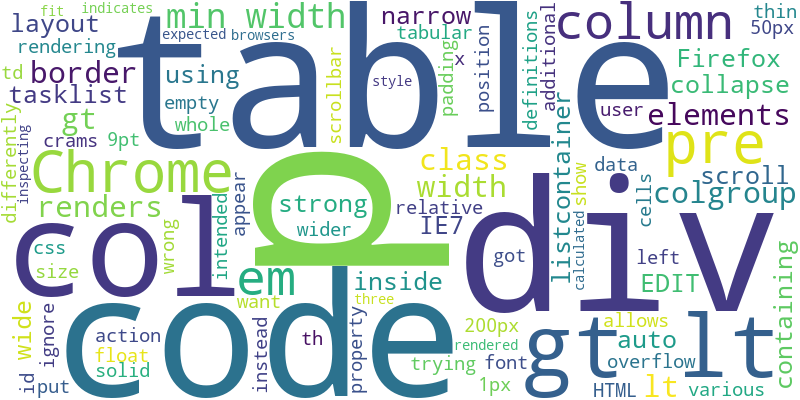 fit
indicates
min width
narrow
column
thin
layout
expected
browsers
tabular
additional
50px
rendering
table
scrollbar
style
padding
x
position
definitions
Firefox
td
border
using
collapse
tasklist
empty
user
elements
differently
inspecting
gt
whole
crams
9pt
pre
Chrome
class
data
scroll
renders
p
strong
width
listcontainer
calculated
show
cells
colgroup
intended
appear
relative
IE7
wider
col
css
wrong
div
got
left
containing
size
em
inside
EDIT
want
three
code
wide
ignore
action
th
instead
property
200px
gt
allows
lt
float
rendered
auto
trying
font
overflow
id
put
solid
1px
HTML
lt
various